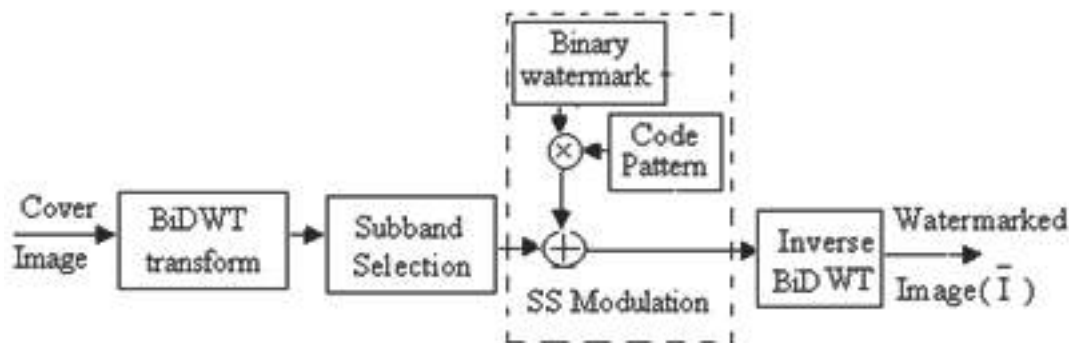 Cover
Image
BiDWT
transform
Subband
Selection
Binary
watermark
Code
Pattern
SS Modulation
Inverse
BiDWT
Watermarked
Image( Ī )